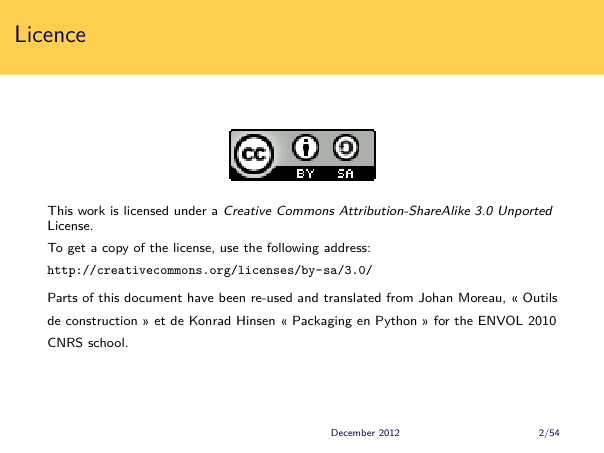 Licence
CC
BY SA
This work is licensed under a Creative Commons Attribution-ShareAlike 3.0 Unported
License.
To get a copy of the license, use the following address:
http://creativecommons.org/licenses/by-sa/3.0/
Parts of this document have been re-used and translated from Johan Moreau, « Outils
de construction » et de Konrad Hinsen « Packaging en Python » for the ENVOL 2010
CNRS school.
December 2012 2/54